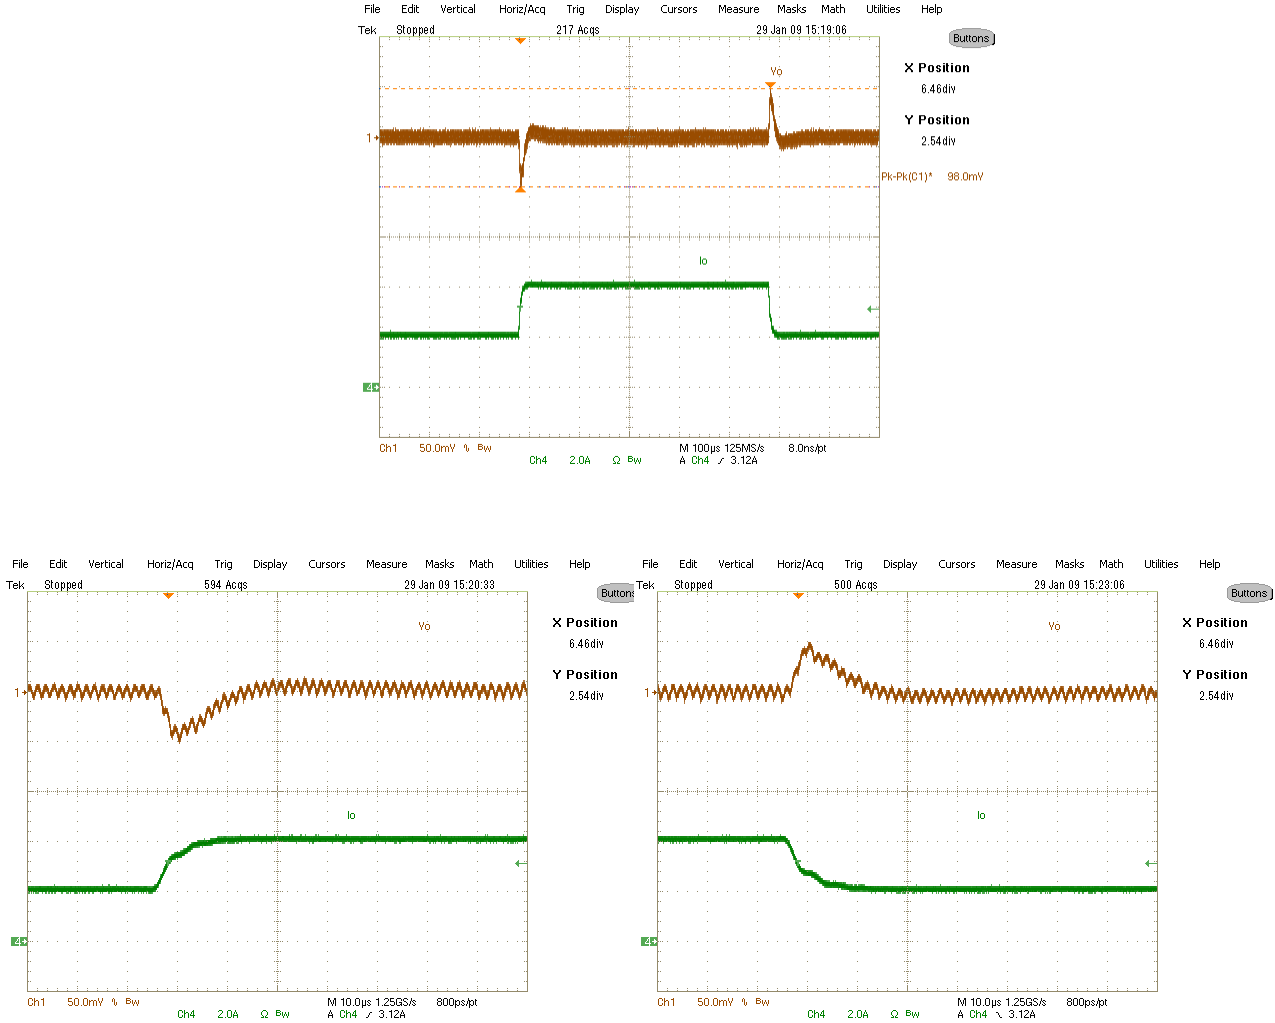 File Edit Vertical Horiz/Acq Trig Display Cursors Measure Masks Math Utilities Help
Tek Stopped 217 Acqs 29 Jan 09 15:19:06
Buttons
X Position
6.46div
Y Position
2.54div
Vo
1
Pk-Pk(C1)* 98.0mV
Io
4
Ch1 50.0mV Bw M 100µs 125MS/s 8.0ns/pt
Ch4 2.0A Ω Bw A Ch4 3.12A
File Edit Vertical Horiz/Acq Trig Display Cursors Measure Masks Math Utilities Help
Tek Stopped 594 Acqs 29 Jan 09 15:20:33
Buttons
X Position
6.46div
Y Position
2.54div
Vo
1
Io
4
Ch1 50.0mV Bw M 10.0µs 1.25GS/s 800ps/pt
Ch4 2.0A Ω Bw A Ch4 3.12A
File Edit Vertical Horiz/Acq Trig Display Cursors Measure Masks Math Utilities Help
Tek Stopped 500 Acqs 29 Jan 09 15:23:06
Buttons
X Position
6.46div
Y Position
2.54div
Vo
1
Io
4
Ch1 50.0mV Bw M 10.0µs 1.25GS/s 800ps/pt
Ch4 2.0A Ω Bw A Ch4 3.12A